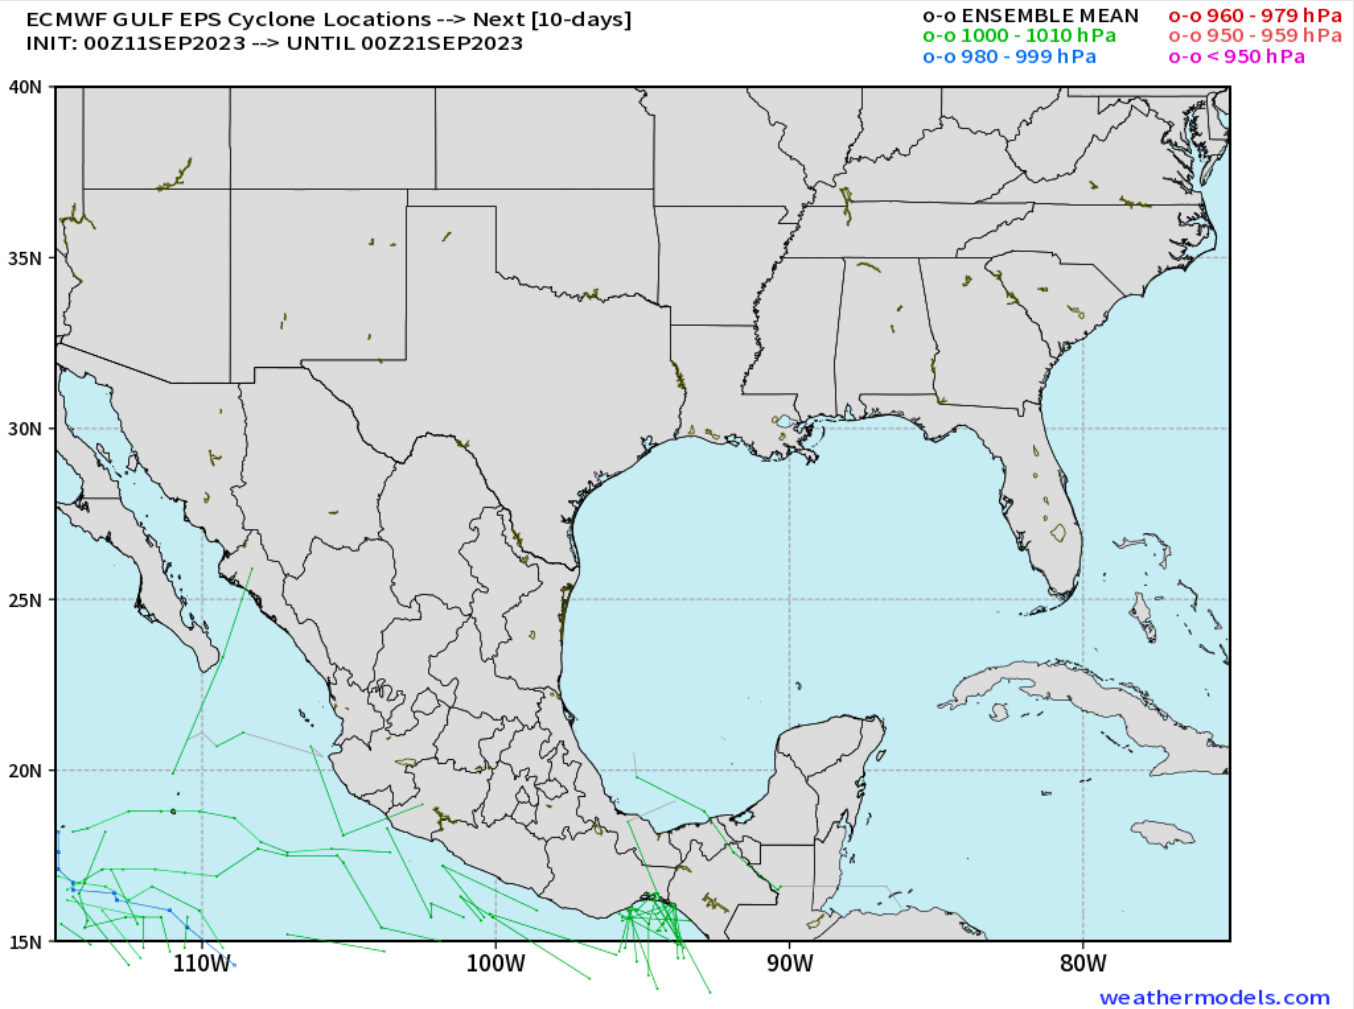 ECMWF GULF EPS Cyclone Locations --> Next [10-days]
INIT: 00Z11SEP2023 --> UNTIL 00Z21SEP2023
o-o ENSEMBLE MEAN
o-o 960 - 979 hPa
o-o 1000 - 1010 hPa
o-o 950 - 959 hPa
o-o 980 - 999 hPa
o-o < 950 hPa
40N
35N
30N
25N
20N
15N
110W
100W
90W
80W
weathermodels.com